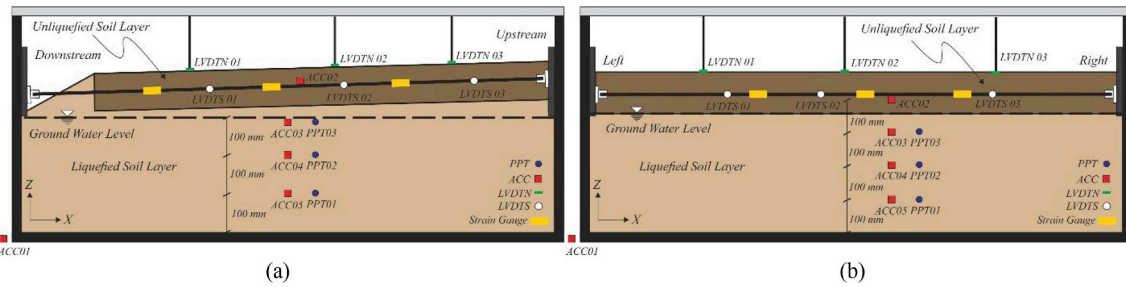 Unliquefied Soil Layer
Upstream
Downstream
LVDTN 01
LVDTN 02
LVDTN 03
ACC02
LVDTS 01
LVDTS 02
LVDTS 03
Ground Water Level
100 mm
ACC03 PPT03
Liquefied Soil Layer
100 mm
ACC04 PPT02
PPT
ACC
LVDTN
LVDTS
Strain Gauge
Z
X
ACC05 PPT01
100 mm
ACC01
(a)
Unliquefied Soil Layer
Left
Right
LVDTN 01
LVDTN 02
LVDTN 03
LVDTS 01
LVDTS 02
LVDTS 03
ACC02
Ground Water Level
100 mm
ACC03 PPT03
Liquefied Soil Layer
100 mm
ACC04 PPT02
100 mm
PPT
ACC
LVDTN
LVDTS
Strain Gauge
Z
X
ACC05 PPT01
100 mm
ACC01
(b)